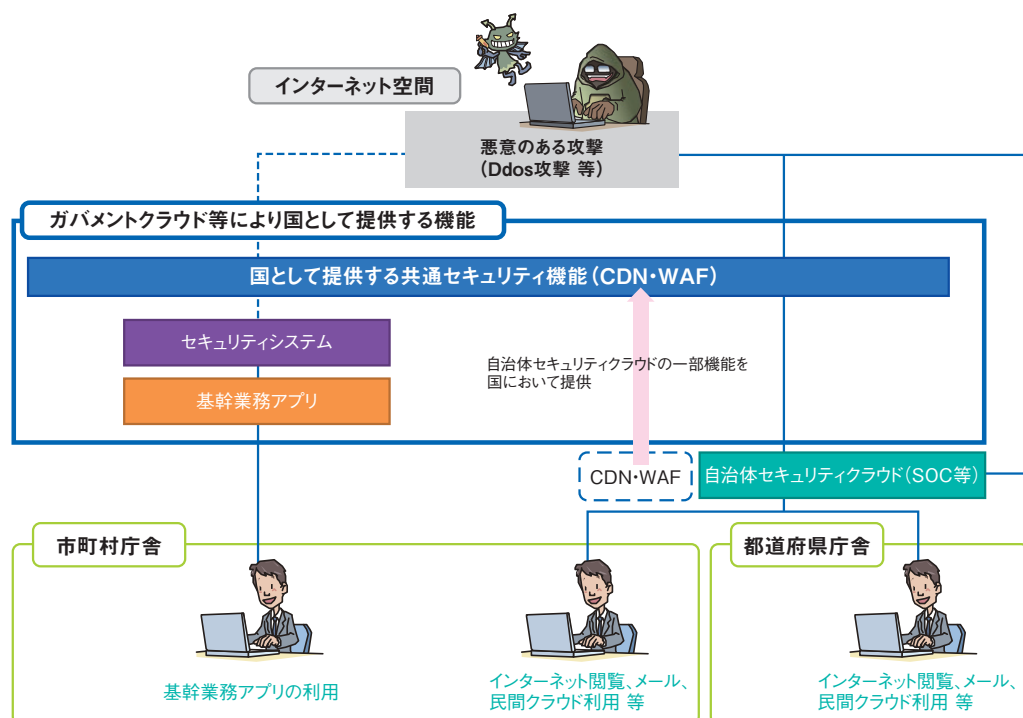 インターネット空間
悪意のある攻撃
（Ddos攻撃 等）
ガバメントクラウド等により国として提供する機能
国として提供する共通セキュリティ機能（CDN・WAF）
セキュリティシステム
自治体セキュリティクラウドの一部機能を
国において提供
基幹業務アプリ
CDN・WAF
自治体セキュリティクラウド（SOC等）
市町村庁舎
都道府県庁舎
基幹業務アプリの利用
インターネット閲覧、メール、
民間クラウド利用 等
インターネット閲覧、メール、
民間クラウド利用 等